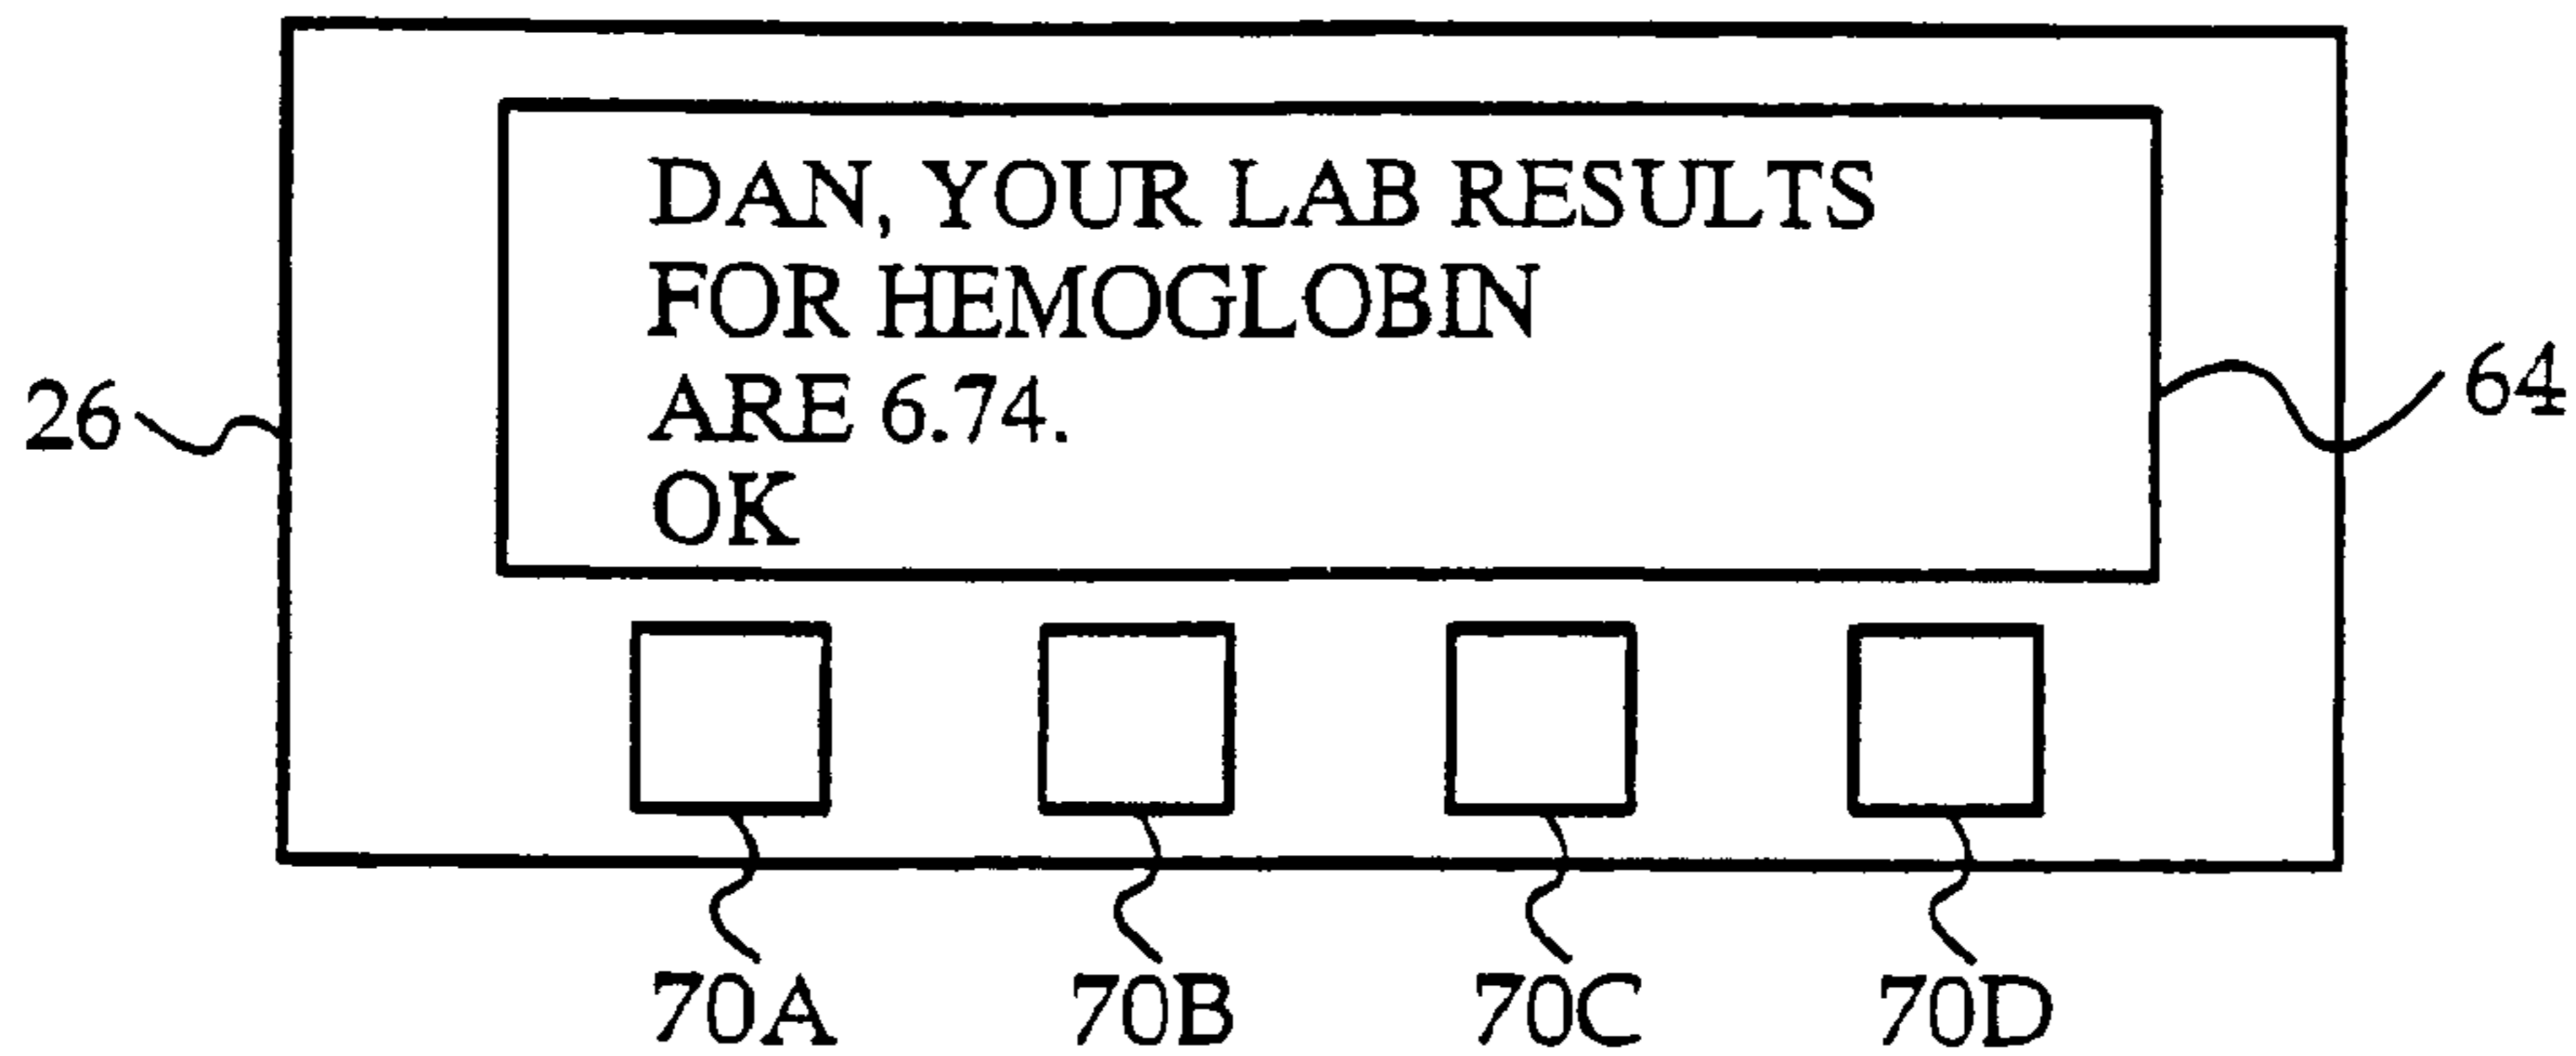 DAN, YOUR LAB RESULTS
FOR HEMOGLOBIN
ARE 6.74.
OK
26
64
70A
70B
70C
70D